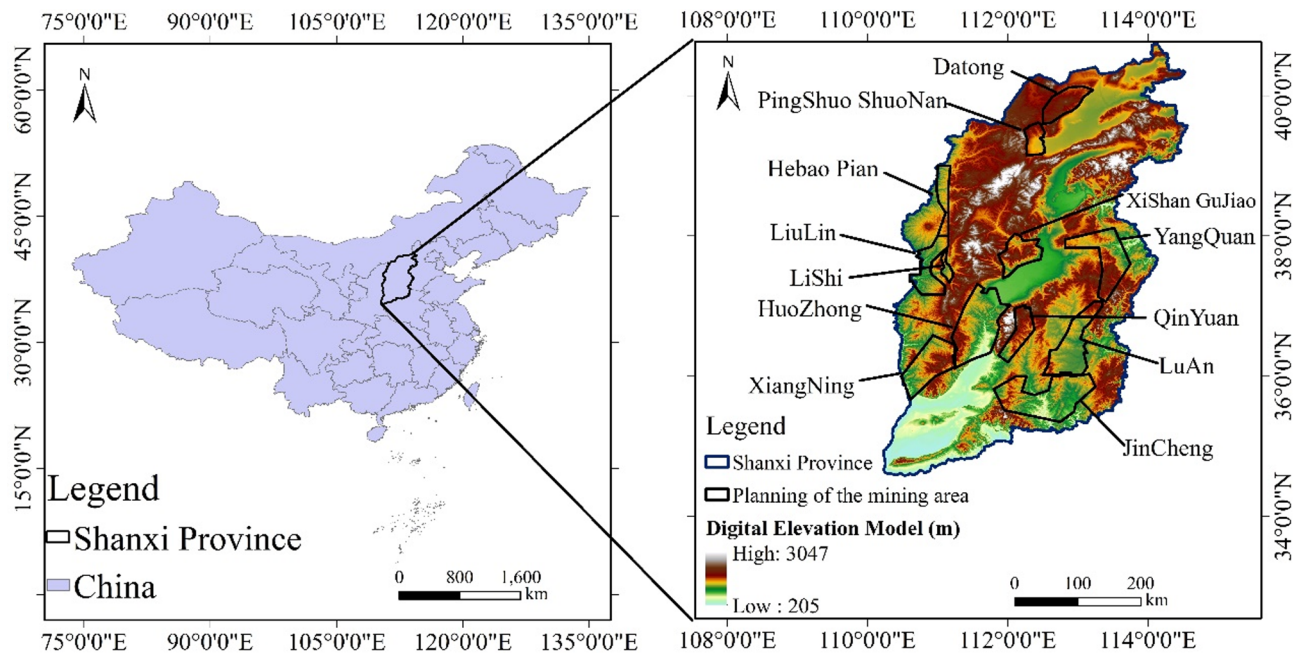 75°0'0"E 90°0'0"E 105°0'0"E 120°0'0"E 135°0'0"E
60°0'0"N
45°0'0"N
30°0'0"N
15°0'0"N
N
Legend
Shanxi Province
China
0 800 1,600
km
75°0'0"E 90°0'0"E 105°0'0"E 120°0'0"E 135°0'0"E
108°0'0"E 110°0'0"E 112°0'0"E 114°0'0"E
N
Datong
PingShuo ShuoNan
Hebao Pian
XiShan GuJiao
LiuLin
YangQuan
LiShi
HuoZhong
QinYuan
LuAn
XiangNing
JinCheng
40°0'0"N
38°0'0"N
36°0'0"N
34°0'0"N
Legend
Shanxi Province
Planning of the mining area
Digital Elevation Model (m)
High: 3047
Low : 205
0 100 200
km
108°0'0"E 110°0'0"E 112°0'0"E 114°0'0"E